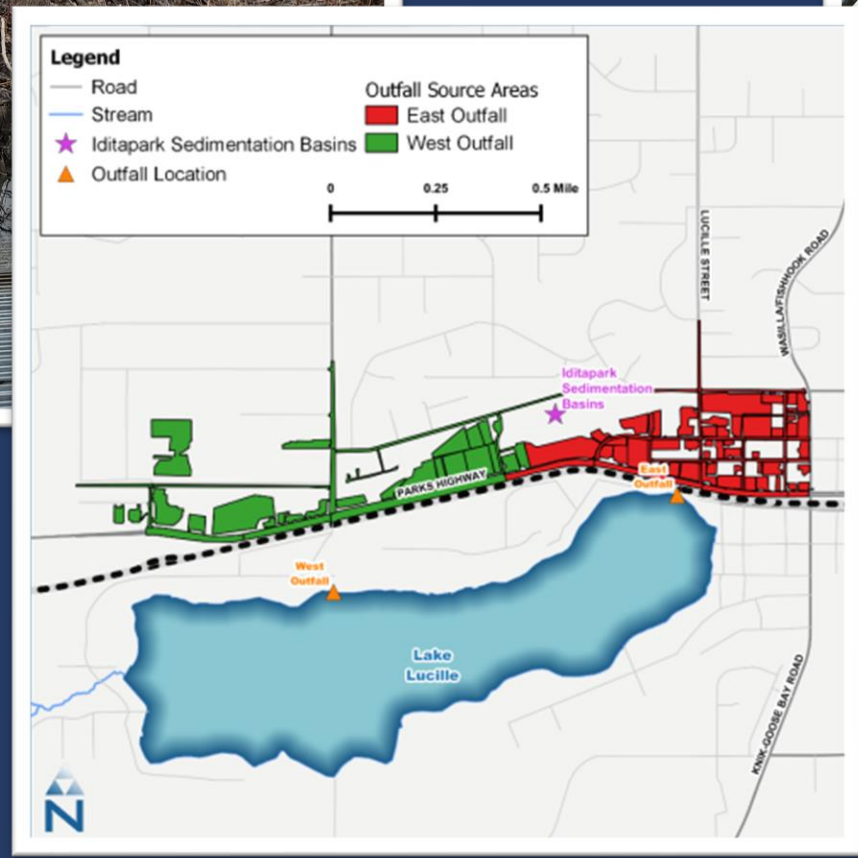 Legend
Road
Stream
Iditapark Sedimentation Basins
Outfall Location
Outfall Source Areas
East Outfall
West Outfall
0 0.25 0.5 Mile
LUCILLE STREET
WASILLA/FISHHOOK ROAD
Iditapark
Sedimentation
Basins
PARKS HIGHWAY
East
Outfall
West
Outfall
Lake
Lucille
KNIK-GOOSE BAY ROAD
N